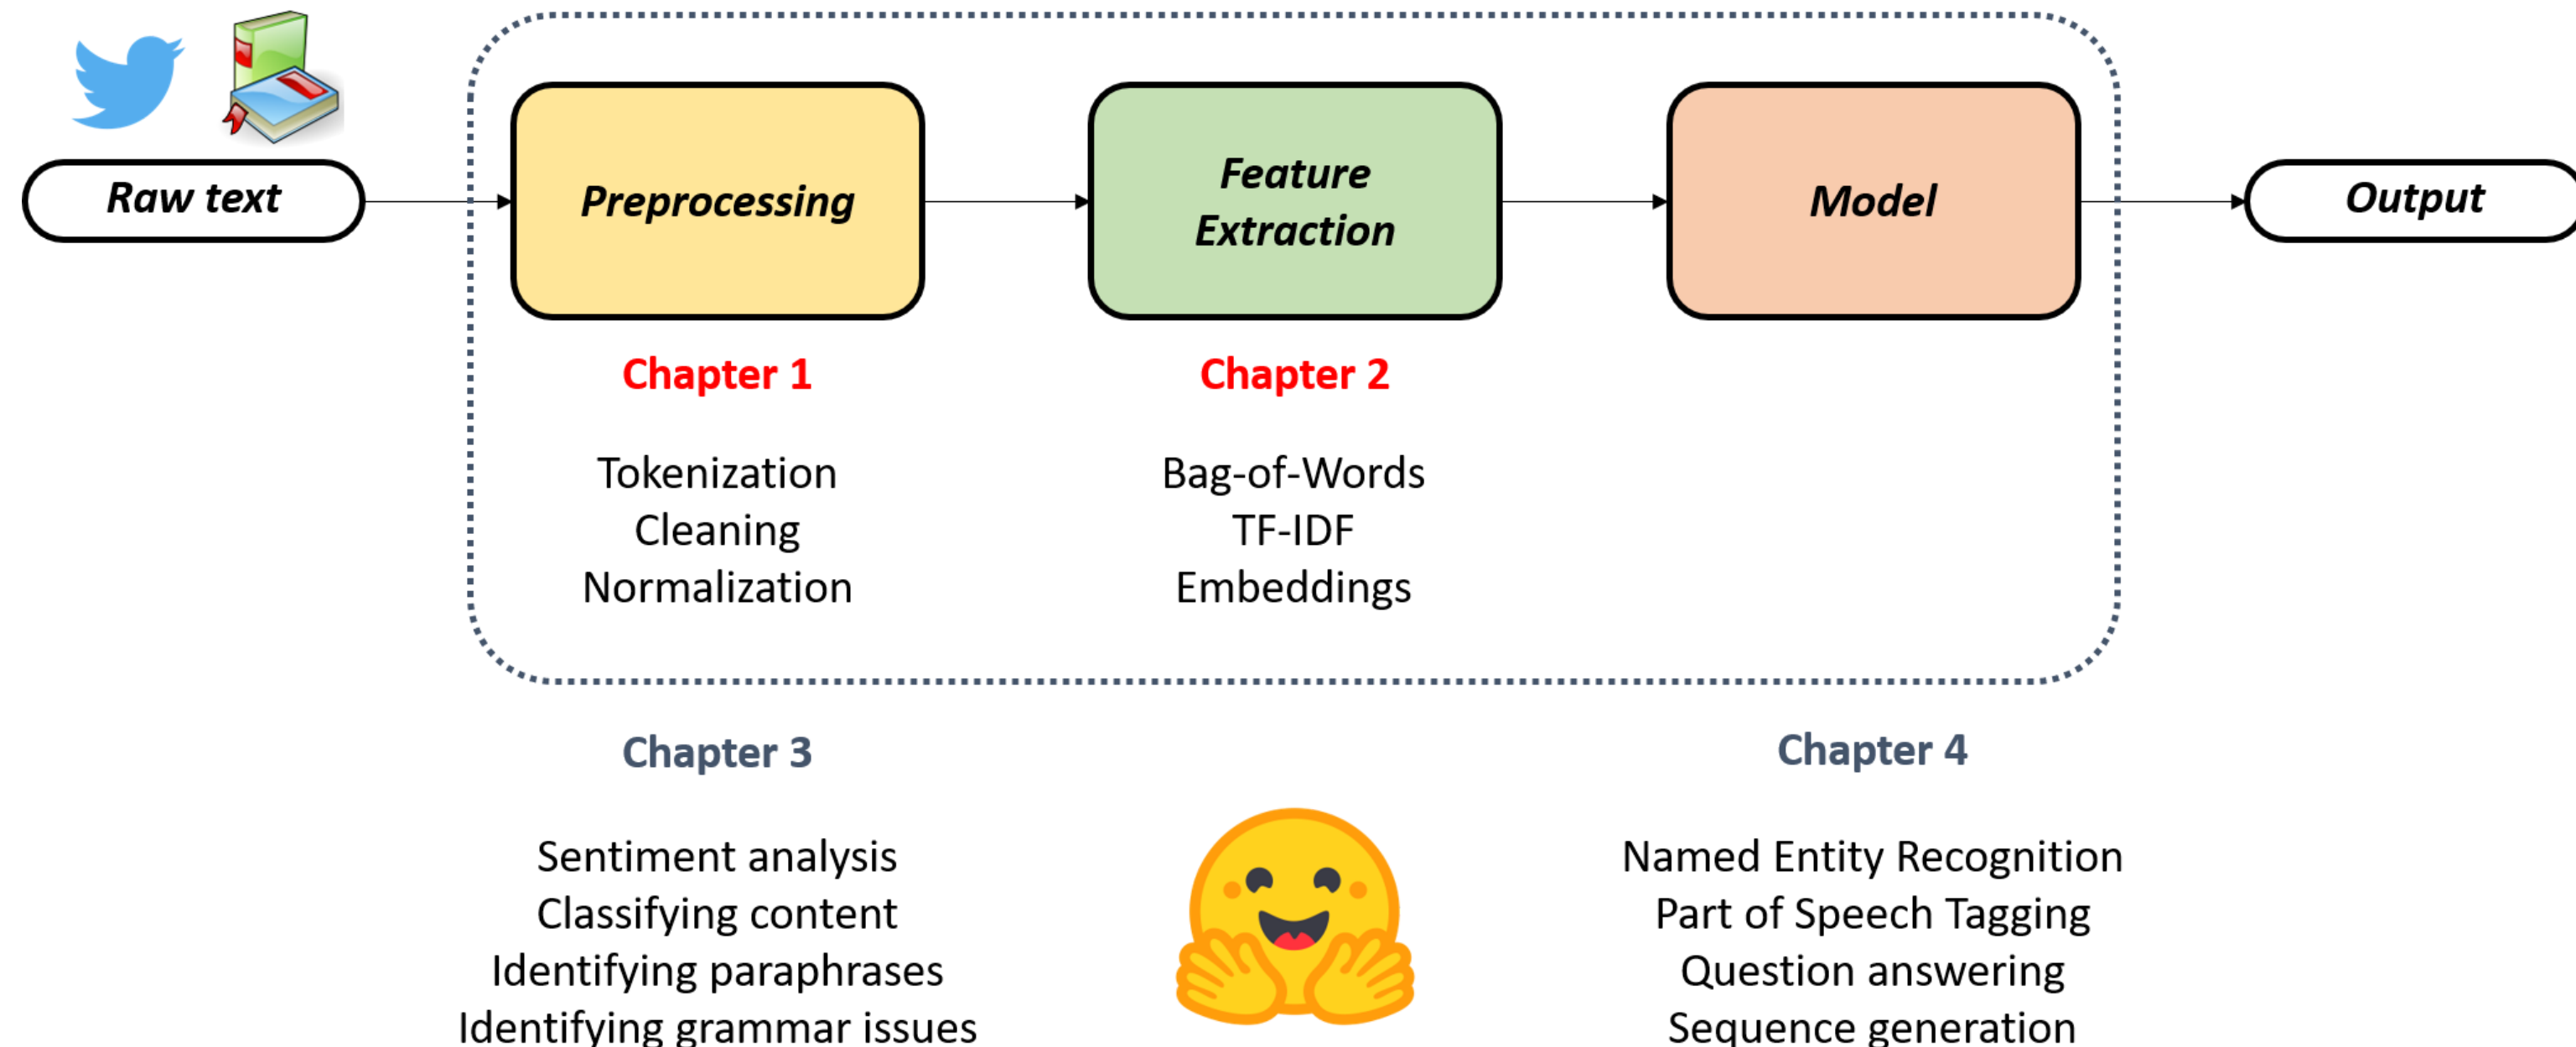 Raw text
Preprocessing
Feature
Extraction
Model
Output
Chapter 1
Tokenization
Cleaning
Normalization
Chapter 2
Bag-of-Words
TF-IDF
Embeddings
Chapter 3
Sentiment analysis
Classifying content
Identifying paraphrases
Identifying grammar issues
Chapter 4
Named Entity Recognition
Part of Speech Tagging
Question answering
Sequence generation